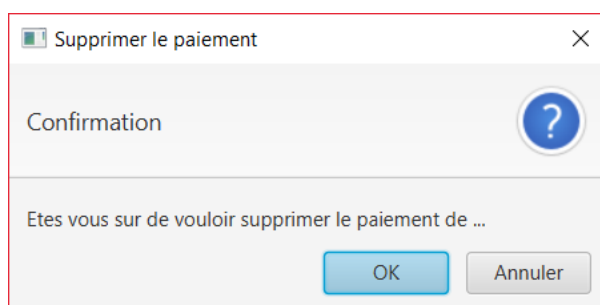 Supprimer le paiement
Confirmation
?
Etes vous sur de vouloir supprimer le paiement de ...
OK
Annuler